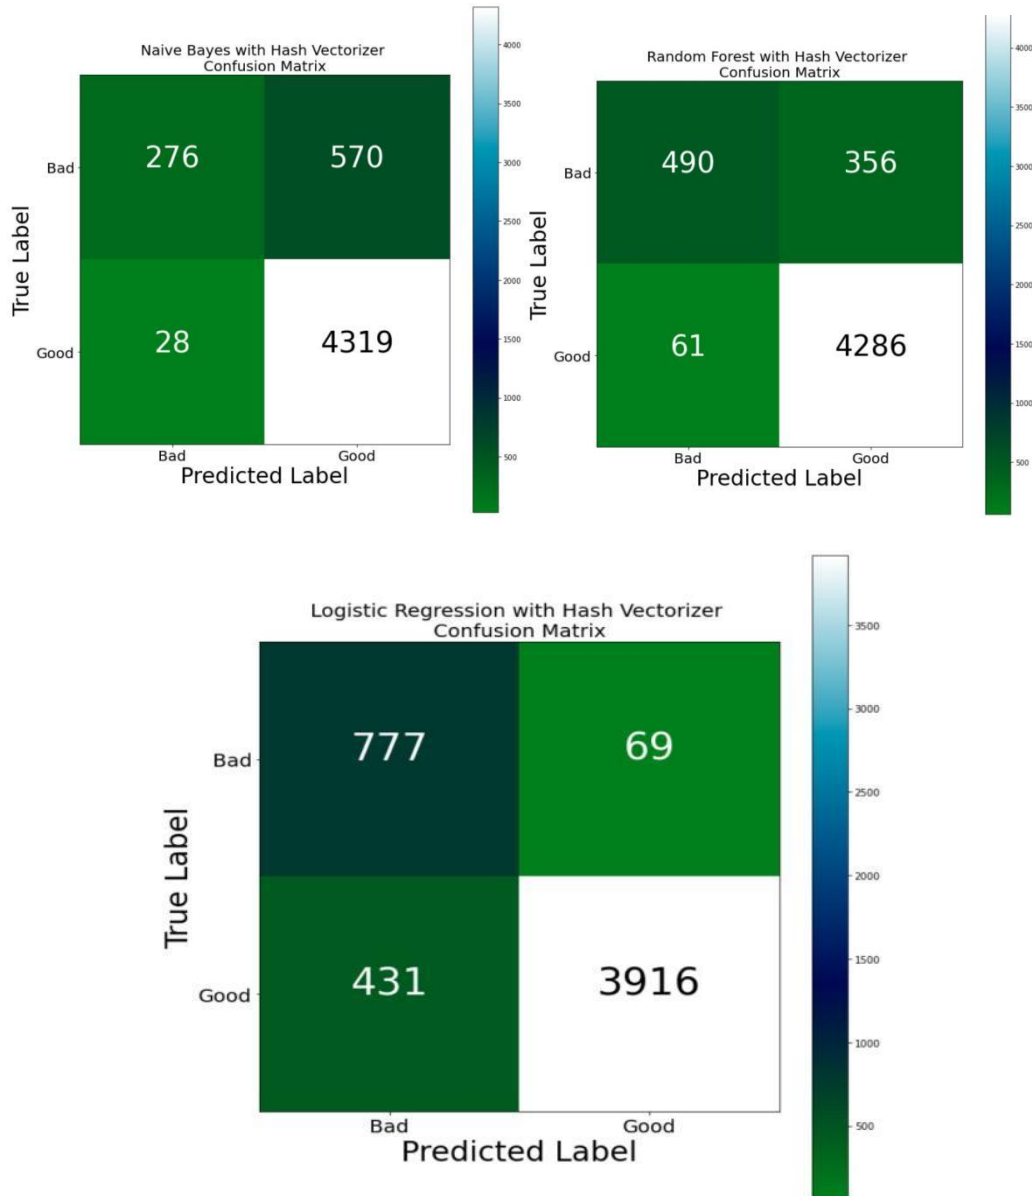 Naive Bayes with Hash Vectorizer
Confusion Matrix
True Label
Bad
276
570
Good
28
4319
Bad
Good
Predicted Label
4000
3500
3000
2500
2000
1500
1000
500
Random Forest with Hash Vectorizer
Confusion Matrix
True Label
Bad
490
356
Good
61
4286
Bad
Good
Predicted Label
4000
3500
3000
2500
2000
1500
1000
500
Logistic Regression with Hash Vectorizer
Confusion Matrix
True Label
Bad
777
69
Good
431
3916
Bad
Good
Predicted Label
3500
3000
2500
2000
1500
1000
500